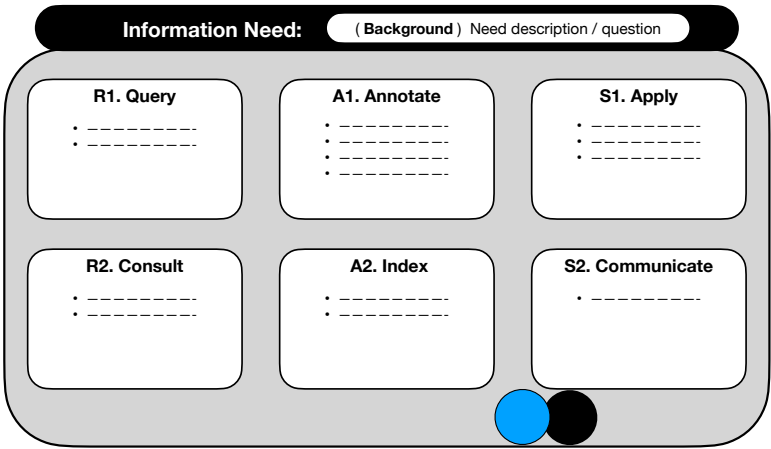 Information Need: ( Background ) Need description / question
R1. Query
A1. Annotate
S1. Apply
R2. Consult
A2. Index
S2. Communicate